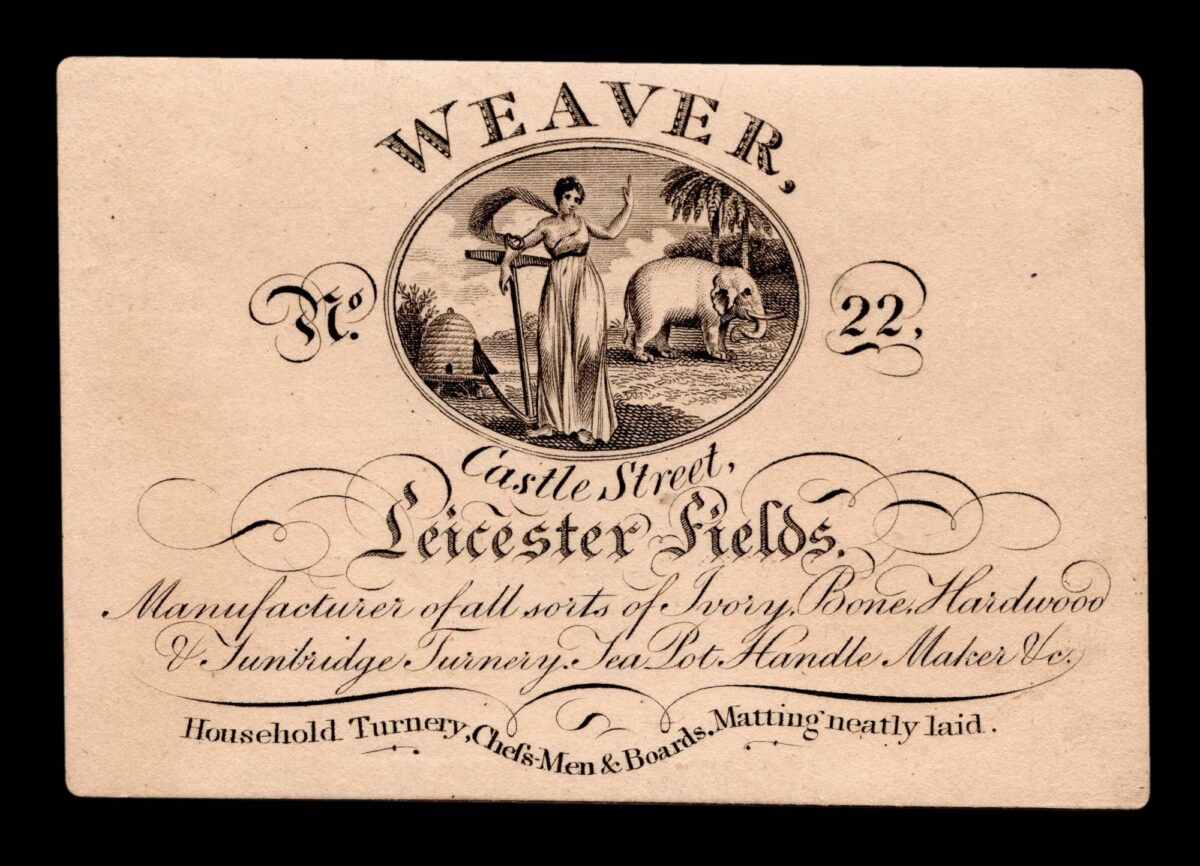 WEAVER,
No. 22,
Castle Street,
Leicester Fields.
Manufacturer of all sorts of Ivory, Bone, Hardwood
& Tunbridge Turnery. Tea Pot Handle Maker &c.
Household Turnery, Cheſs-Men & Boards. Matting neatly laid.